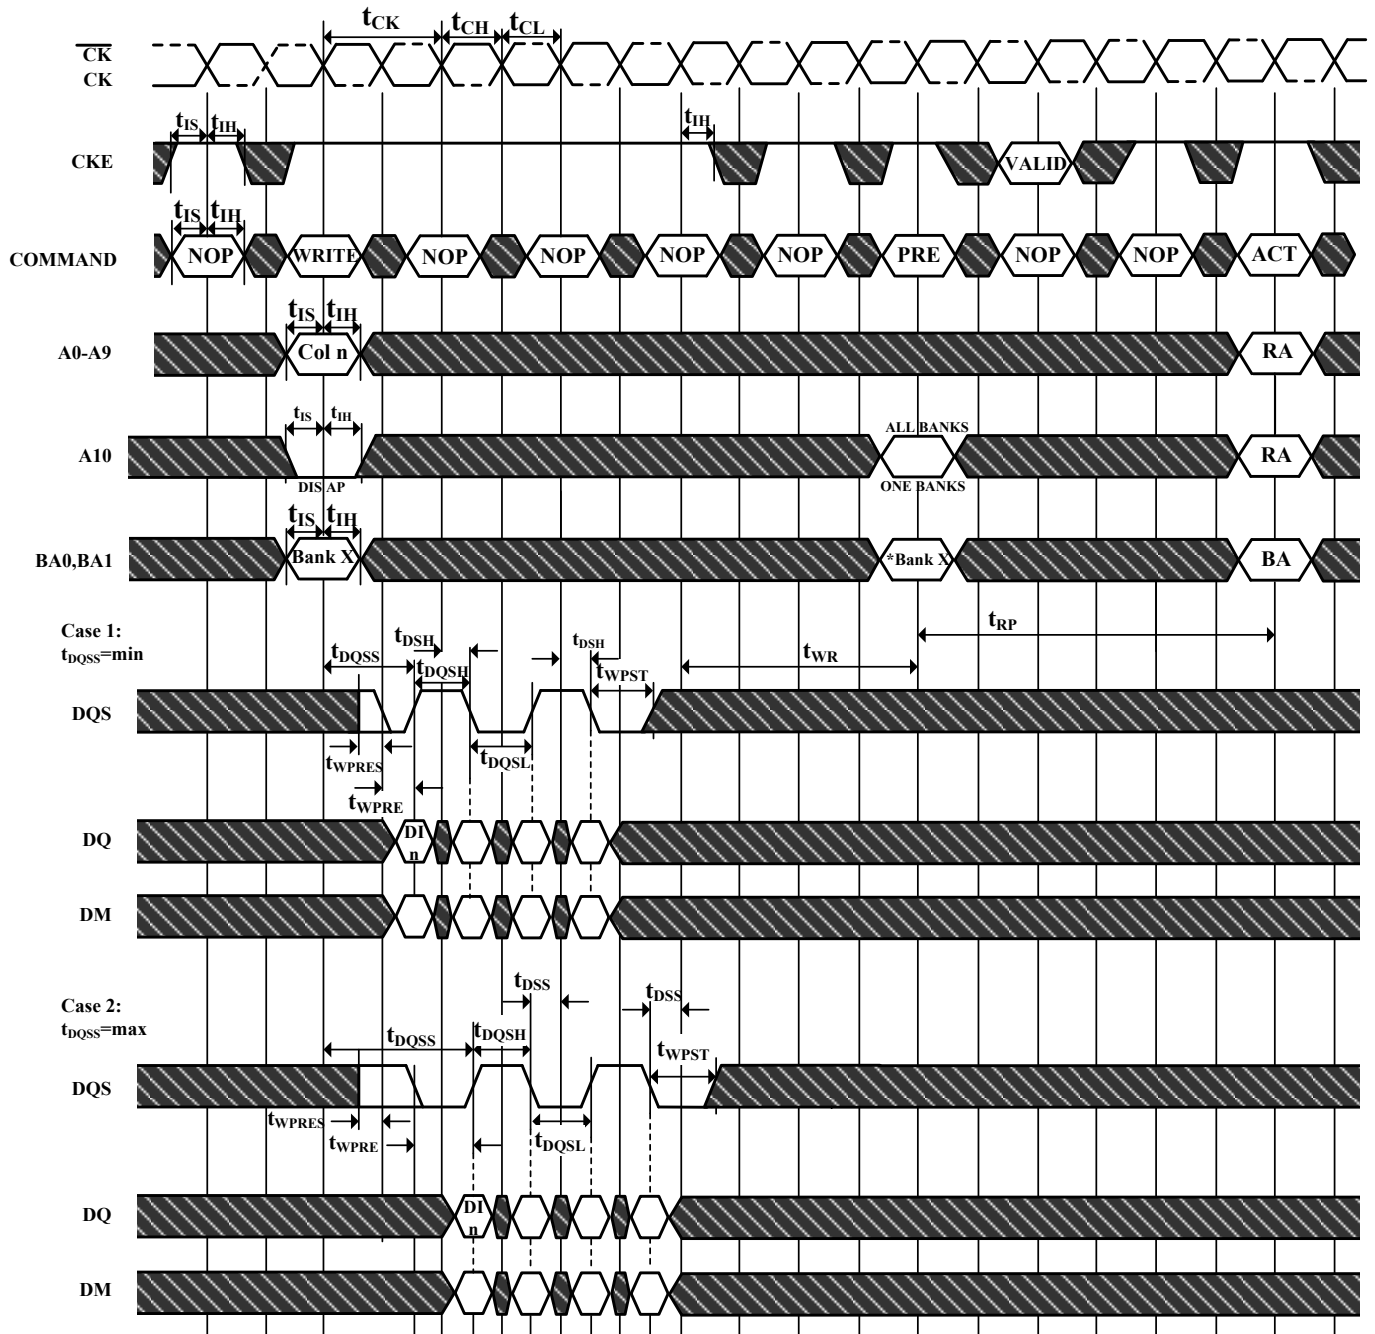 tCK tCH tCL
CK
CK
tIS tIH tIH
CKE VALID
tIS tIH
COMMAND NOP WRITE NOP NOP NOP NOP PRE NOP NOP ACT
tIS tIH
A0-A9 Col n RA
tIS tIH ALL BANKS
A10 RA
DIS AP ONE BANKS
tIS tIH
BA0,BA1 Bank X *Bank X BA
Case 1:
tDQSS=min
tDSH tDSH tRP
tDQSS tDQSH tWPST tWR
DQS
tWPRES tDQSL
tWPRE
DQ DI
n
DM
tDSS tDSS
Case 2:
tDQSS=max
tDQSS tDQSH tWPST
DQS
tWPRES
tWPRE tDQSL
DQ DI
n
DM